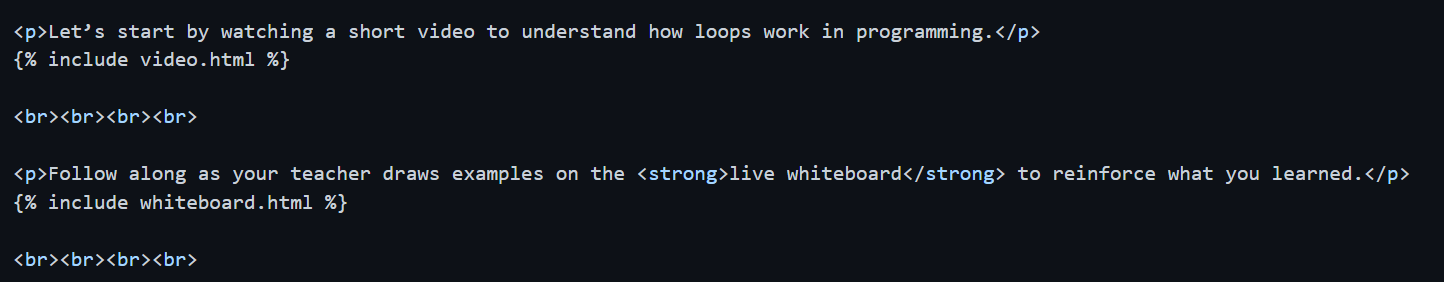 <p>Let’s start by watching a short video to understand how loops work in programming.</p>
{% include video.html %}
<br><br><br><br>
<p>Follow along as your teacher draws examples on the <strong>live whiteboard</strong> to reinforce what you learned.</p>
{% include whiteboard.html %}
<br><br><br><br>